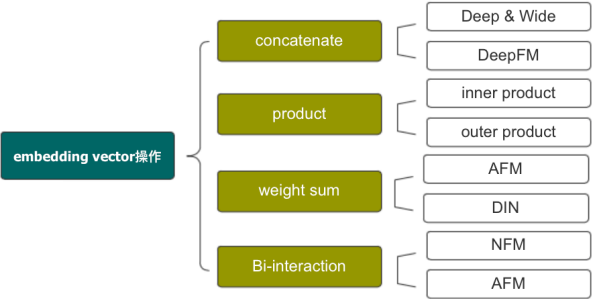 embedding vector操作
concatenate
Deep & Wide
DeepFM
product
inner product
outer product
weight sum
AFM
DIN
Bi-interaction
NFM
AFM